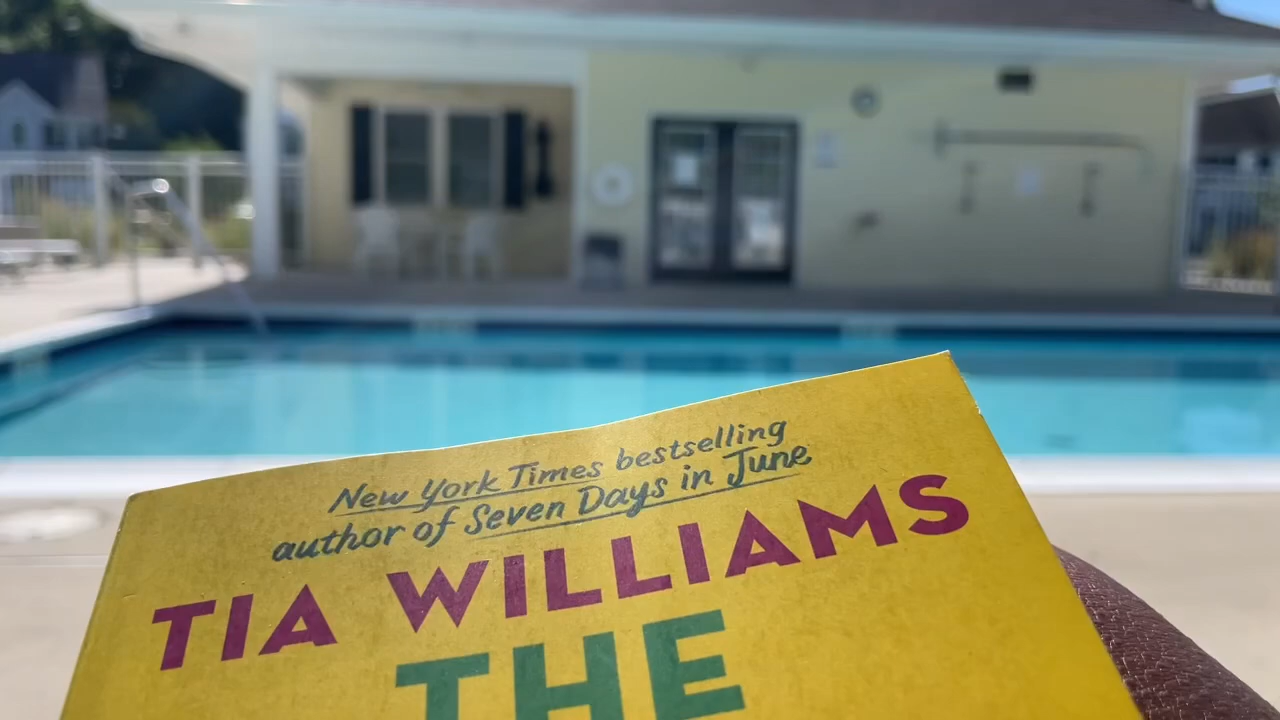 New York Times bestselling
author of Seven Days in June
TIA WILLIAMS
THE